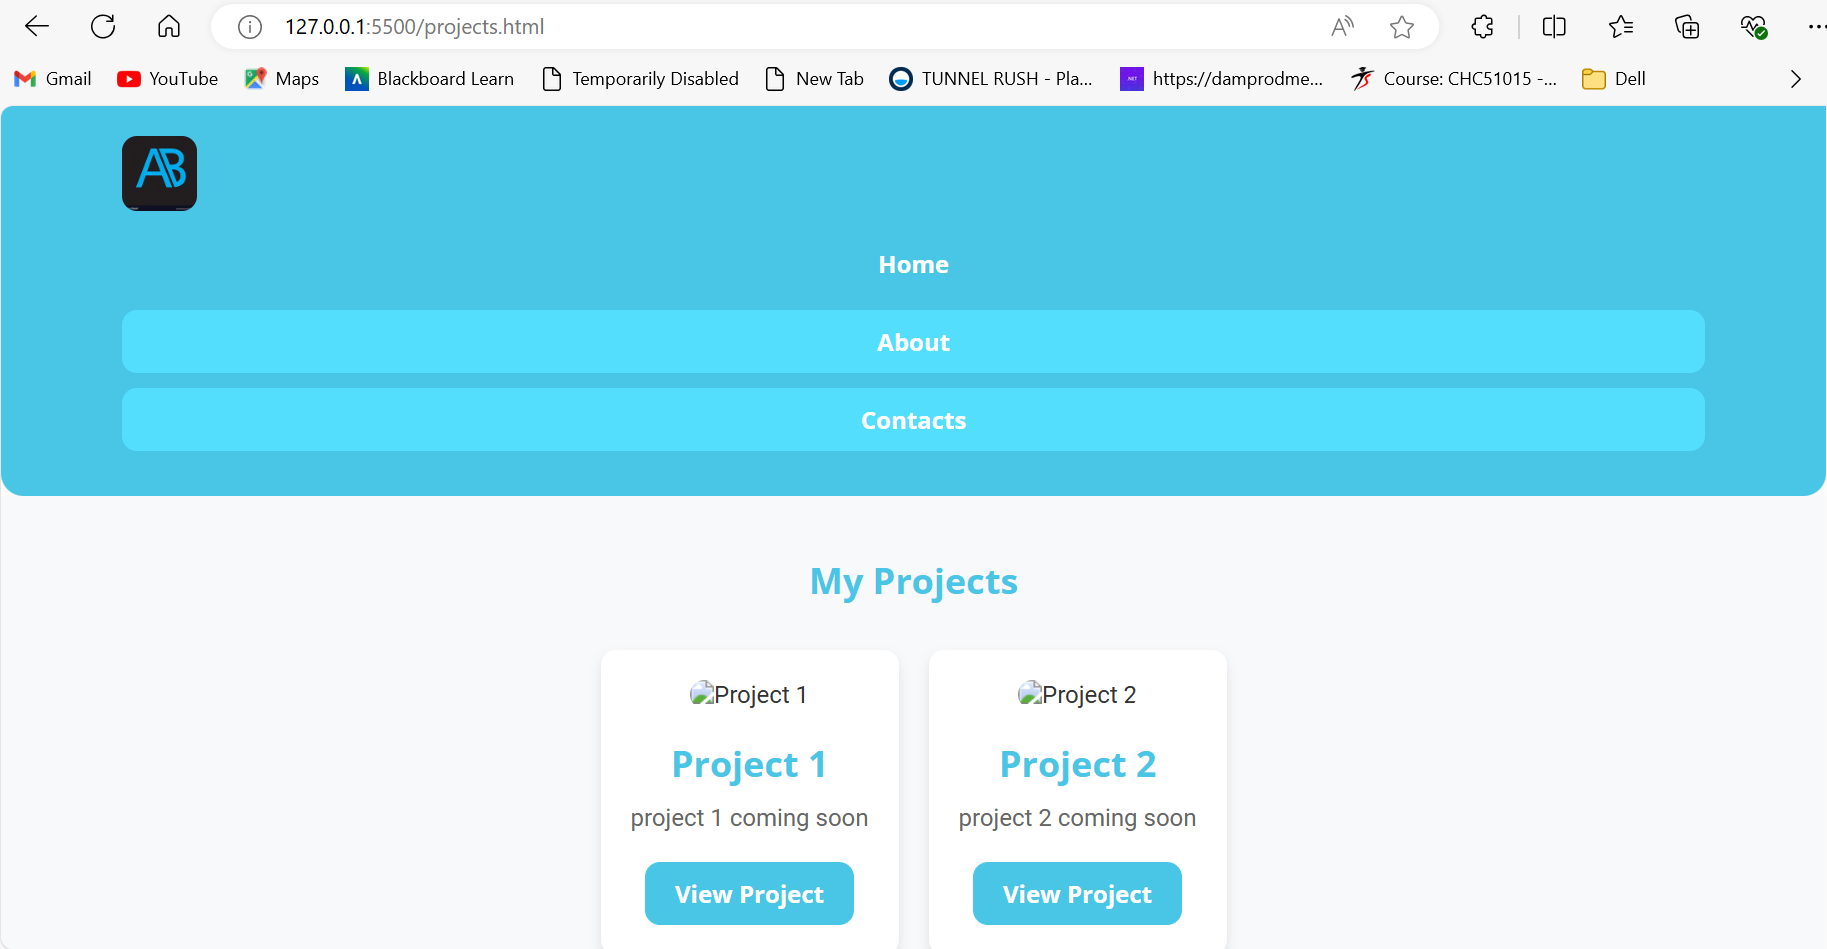 127.0.0.1:5500/projects.html
Gmail YouTube Maps Blackboard Learn Temporarily Disabled New Tab TUNNEL RUSH - Pla... https://damprodme... Course: CHC51015 -... Dell
AB
Home
About
Contacts
My Projects
Project 1 Project 2
Project 1 Project 2
project 1 coming soon project 2 coming soon
View Project View Project